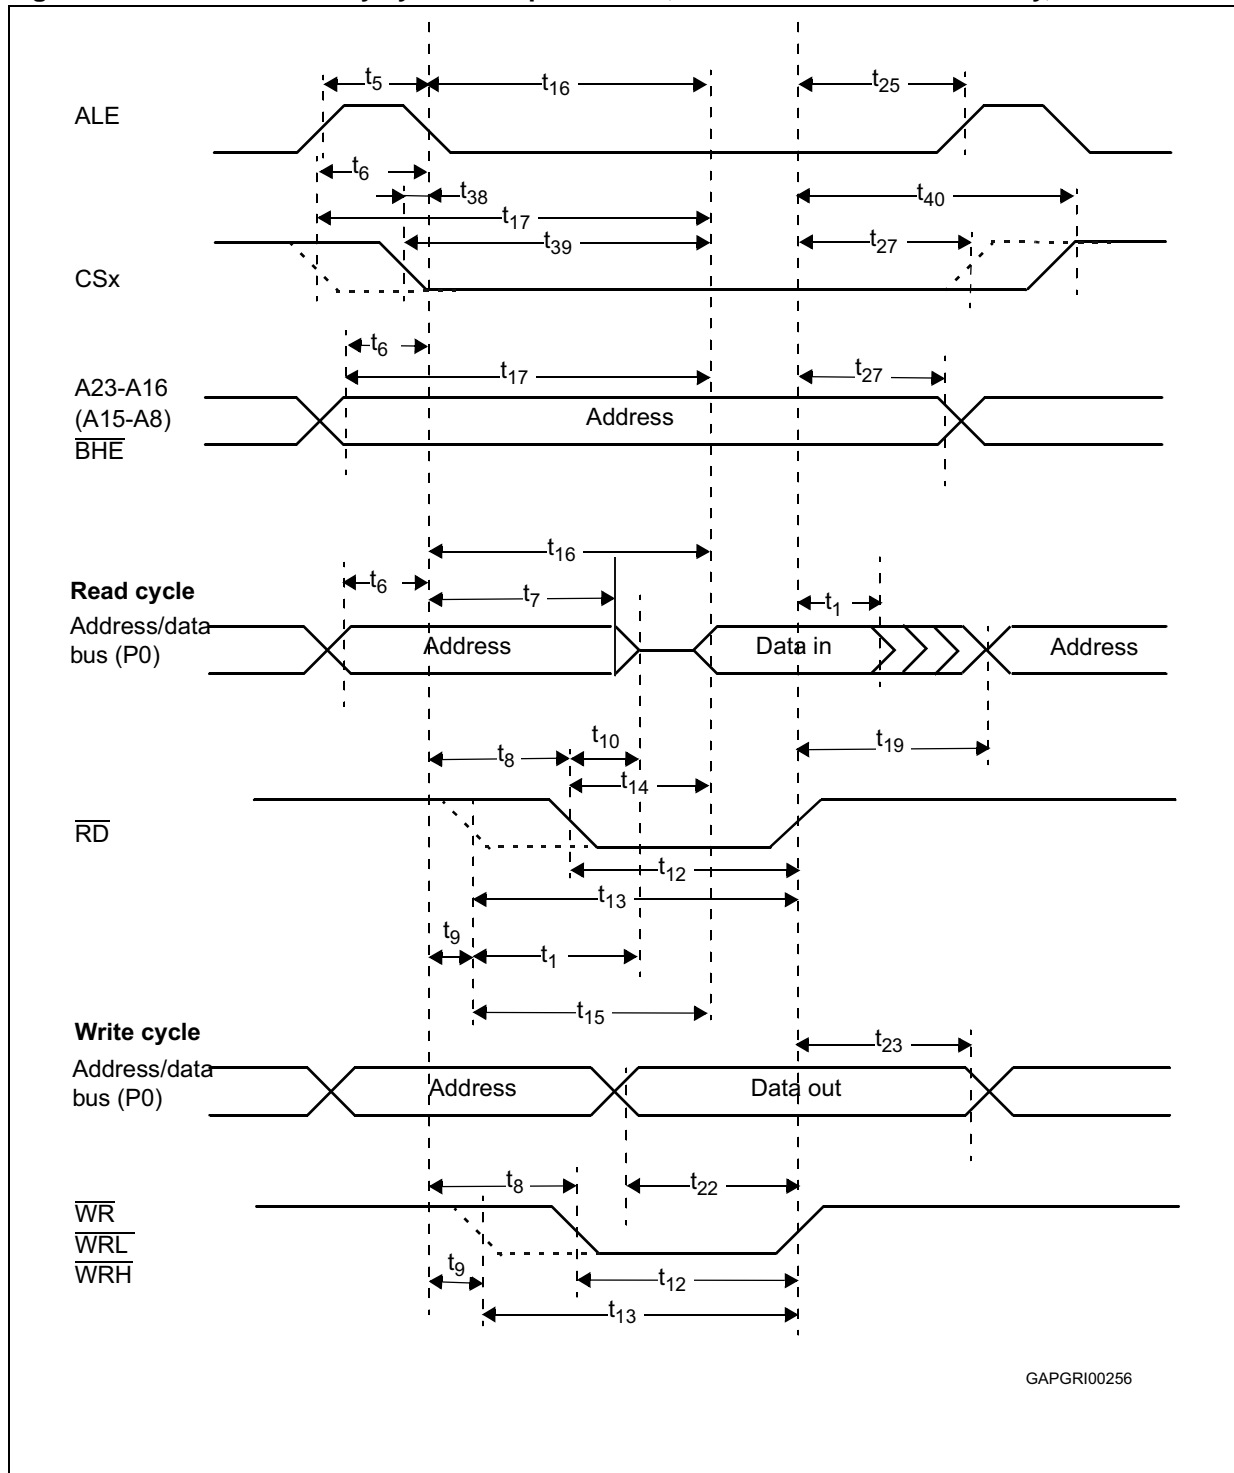 t5
t16
t25
ALE
t6
t38
t40
t17
t39
t27
CSx
t6
t17
t27
A23-A16
(A15-A8)
BHE
Address
t16
t6
t7
t1
Read cycle
Address/data
bus (P0)
Address
Data in
Address
t8
t10
t19
t14
RD
t12
t13
t9
t1
t15
Write cycle
t23
Address/data
bus (P0)
Address
Data out
t8
t22
WR
WRL
WRH
t9
t12
t13
GAPGRI00256